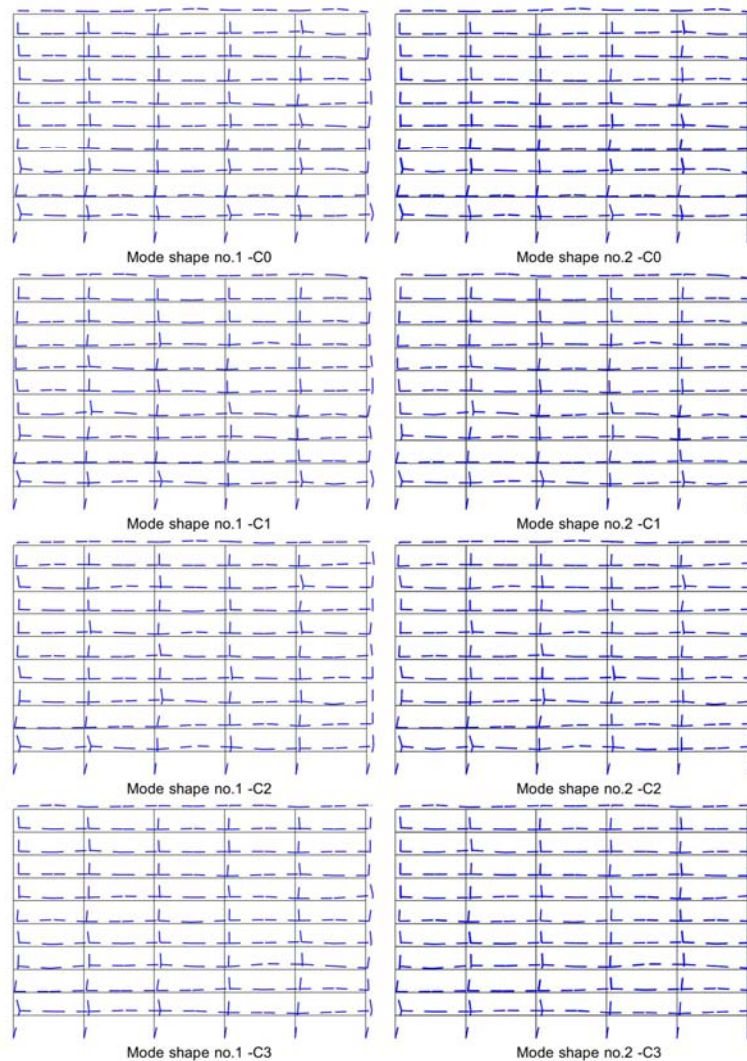 Mode shape no.1 -C0
Mode shape no.2 -C0
Mode shape no.1 -C1
Mode shape no.2 -C1
Mode shape no.1 -C2
Mode shape no.2 -C2
Mode shape no.1 -C3
Mode shape no.2 -C3